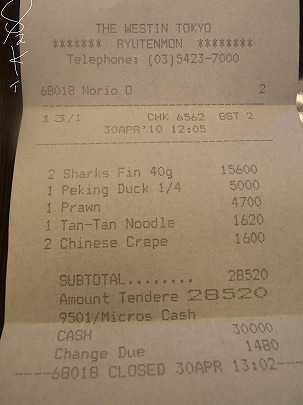 THE WESTIN TOKYO
******* RYUTENMON ********
Telephone: (03)5423-7000
68018 Norio O 2
13/1 CHK 6562 GST 2
30APR'10 12:05
2 Sharks Fin 40g 15600
1 Peking Duck 1/4 5000
1 Prawn 4700
1 Tan-Tan Noodle 1620
2 Chinese Crepe 1600
SUBTOTAL........ 28520
Amount Tendere 28520
9501/Micros Cash
CASH 30000
Change Due 1480
----68018 CLOSED 30APR 13:02----